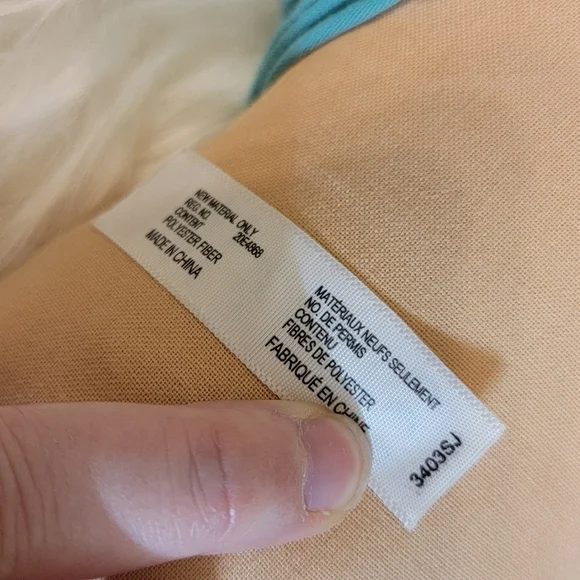 NEW MATERIAL ONLY
REG. NO. 20E4868
CONTENT
POLYESTER FIBER
MADE IN CHINA
MATÉRIAUX NEUFS SEULEMENT
NO. DE PERMIS
CONTENU
FIBRES DE POLYESTER
FABRIQUÉ EN CHINE
3403SJ